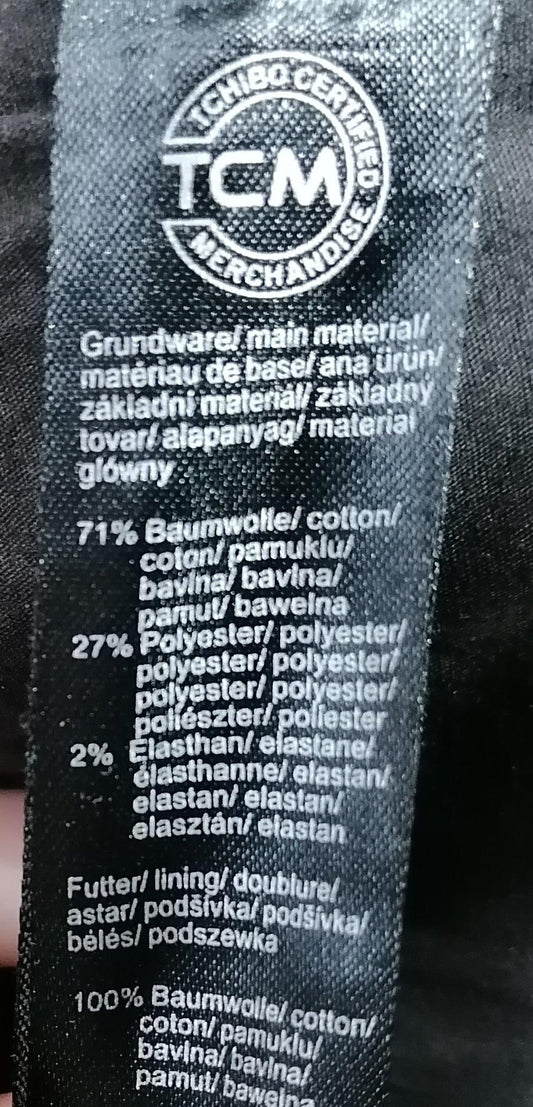 TCHIBO CERTIFIED
TCM
MERCHANDISE
Grundware/ main material/
matériau de base/ ana ürün/
základní materiál/ základný
tovar/ alapanyag/ materiał
główny
71% Baumwolle/ cotton/
coton/ pamuklu/
bavlna/ bavlna/
pamut/ bawełna
27% Polyester/ polyester/
polyester/ polyester/
polyester/ polyester/
poliészter/ poliester
2% Elasthan/ elastane/
élasthanne/ elastan/
elastan/ elastan/
elasztán/ elastan
Futter/ lining/ doublure/
astar/ podšívka/ podšívka/
bélés/ podszewka
100% Baumwolle/ cotton/
coton/ pamuklu/
bavlna/ bavlna/
pamut/ bawełna